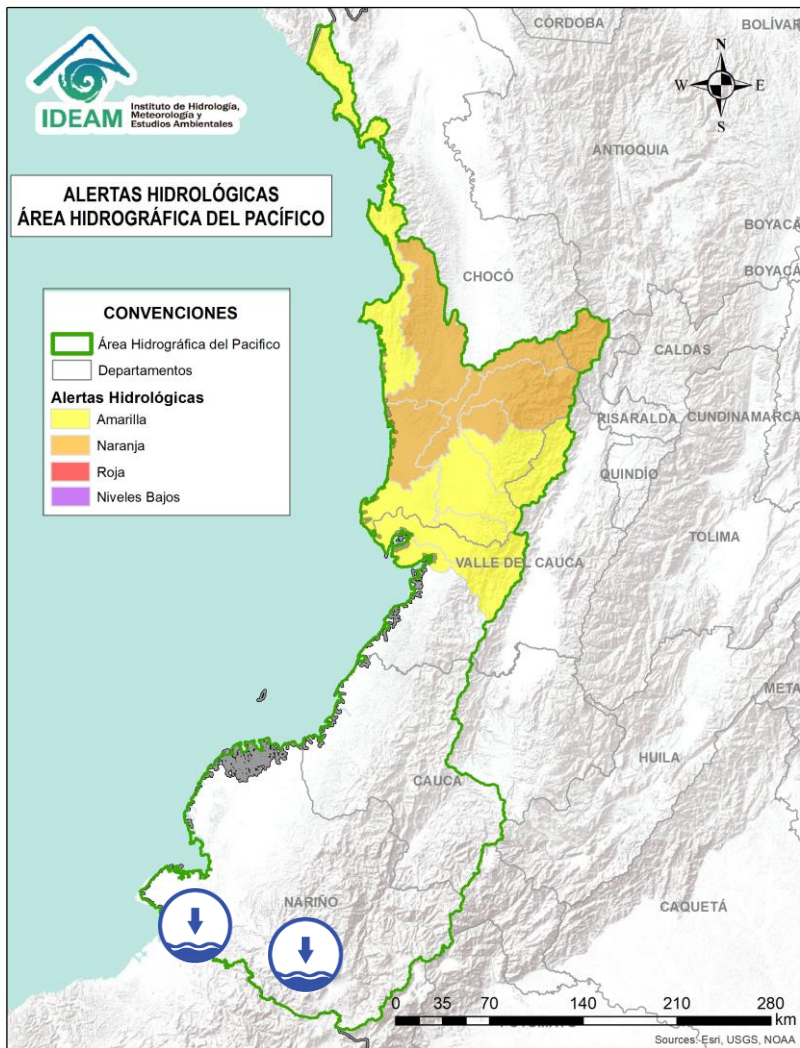 IDEAM
Instituto de Hidrología,
Meteorología y
Estudios Ambientales
CÓRDOBA
BOLÍVAR
N
W
E
S
ANTIOQUIA
ALERTAS HIDROLÓGICAS
ÁREA HIDROGRÁFICA DEL PACÍFICO
BOYACÁ
BOYACÁ
CHOCÓ
CONVENCIONES
Área Hidrográfica del Pacifico
Departamentos
Alertas Hidrológicas
Amarilla
Naranja
Roja
Niveles Bajos
CALDAS
RISARALDA
CUNDINAMARCA
QUINDÍO
TOLIMA
VALLE DEL CAUCA
META
HUILA
CAUCA
NARIÑO
CAQUETÁ
0 35 70 140 210 280
km
Sources: Esri, USGS, NOAA